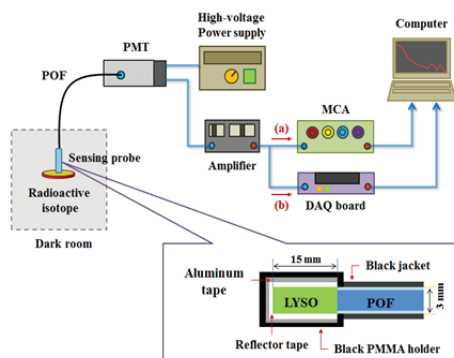 High-voltage
Power supply
Computer
PMT
POF
MCA
(a)
Sensing probe
Amplifier
Radioactive
isotope
(b)
DAQ board
Dark room
15 mm
Black jacket
Aluminum
tape
LYSO
POF
3 mm
Reflector tape
Black PMMA holder